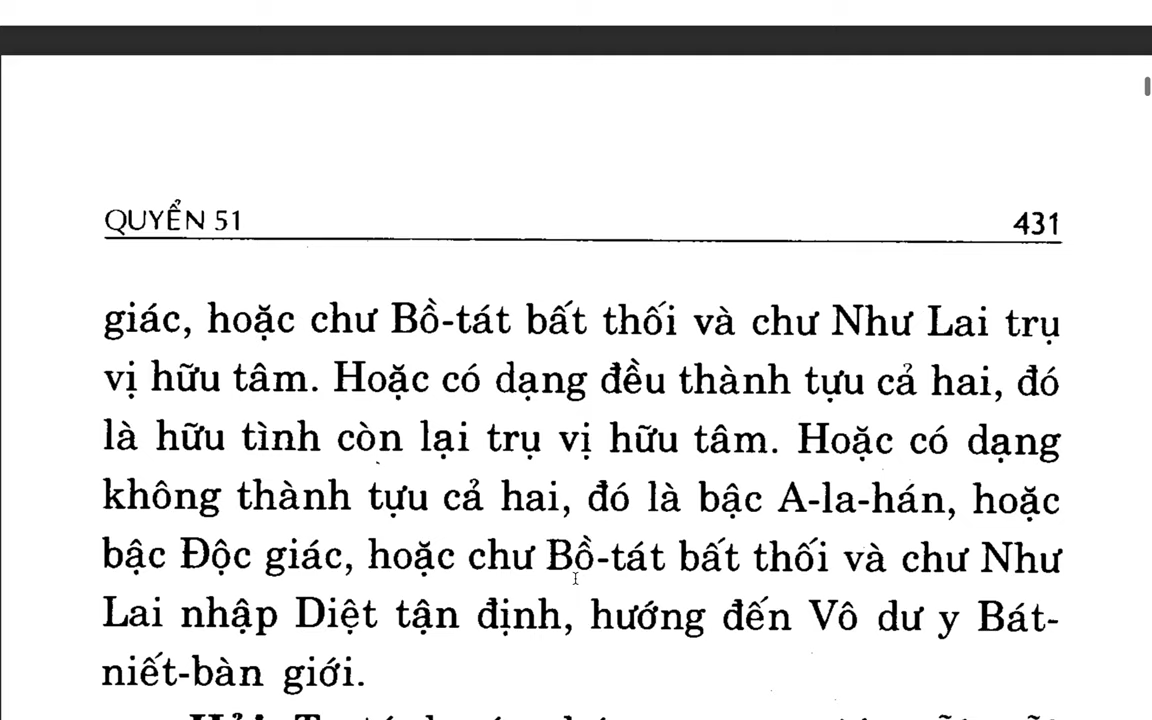 QUYỂN 51 431
giác, hoặc chư Bồ-tát bất thối và chư Như Lai trụ
vị hữu tâm. Hoặc có dạng đều thành tựu cả hai, đó
là hữu tình còn lại trụ vị hữu tâm. Hoặc có dạng
không thành tựu cả hai, đó là bậc A-la-hán, hoặc
bậc Độc giác, hoặc chư Bồ-tát bất thối và chư Như
Lai nhập Diệt tận định, hướng đến Vô dư y Bát-
niết-bàn giới.